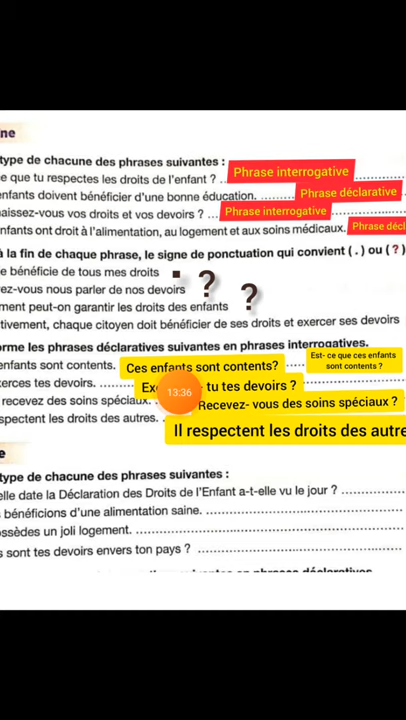 ne
type de chacune des phrases suivantes :
e que tu respectes les droits de l'enfant ? .. Phrase interrogative
enfants doivent bénéficier d'une bonne éducation. Phrase déclarative
naissez-vous vos droits et vos devoirs ? ... Phrase interrogative
nfants ont droit à l'alimentation, au logement et aux soins médicaux. Phrase décl
à la fin de chaque phrase, le signe de ponctuation qui convient ( . ) ou ( ? )
e bénéficie de tous mes droits .
ez-vous nous parler de nos devoirs ?
ment peut-on garantir les droits des enfants ?
tivement, chaque citoyen doit bénéficier de ses droits et exercer ses devoirs
orme les phrases déclaratives suivantes en phrases interrogatives.
enfants sont contents. Ces enfants sont contents? Est- ce que ces enfants sont contents ?
erces tes devoirs. tu tes devoirs ?
13:36
recevez des soins spéciaux. Recevez- vous des soins spéciaux ?
spectent les droits des autres. Il respectent les droits des autre
e
type de chacune des phrases suivantes :
elle date la Déclaration des Droits de l'Enfant a-t-elle vu le jour ?
bénéficions d'une alimentation saine.
ossèdes un joli logement.
s sont tes devoirs envers ton pays ?